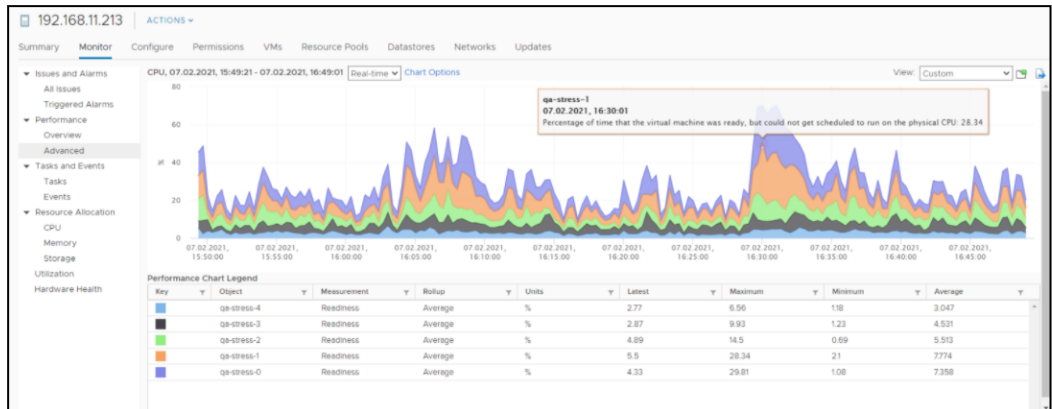 192.168.11.213 ACTIONS
Summary Monitor Configure Permissions VMs Resource Pools Datastores Networks Updates
Issues and Alarms
All Issues
Triggered Alarms
Performance
Overview
Advanced
Tasks and Events
Tasks
Events
Resource Allocation
CPU
Memory
Storage
Utilization
Hardware Health
CPU, 07.02.2021, 15:49:21 - 07.02.2021, 16:49:01 Real-time Chart Options View: Custom
80
60
40
20
0
%
qa-stress-1
07.02.2021, 16:30:01
Percentage of time that the virtual machine was ready, but could not get scheduled to run on the physical CPU: 28.34
07.02.2021, 07.02.2021, 07.02.2021, 07.02.2021, 07.02.2021, 07.02.2021, 07.02.2021, 07.02.2021, 07.02.2021, 07.02.2021, 07.02.2021, 07.02.2021,
15:50:00 15:55:00 16:00:00 16:05:00 16:10:00 16:15:00 16:20:00 16:25:00 16:30:00 16:35:00 16:40:00 16:45:00
Performance Chart Legend
Key Object Measurement Rollup Units Latest Maximum Minimum Average
qa-stress-4 Readiness Average % 2.77 6.56 1.18 3.047
qa-stress-3 Readiness Average % 2.87 9.93 1.23 4.531
qa-stress-2 Readiness Average % 4.89 14.5 0.69 5.513
qa-stress-1 Readiness Average % 5.5 28.34 2.1 7.774
qa-stress-0 Readiness Average % 4.33 29.81 1.08 7.358